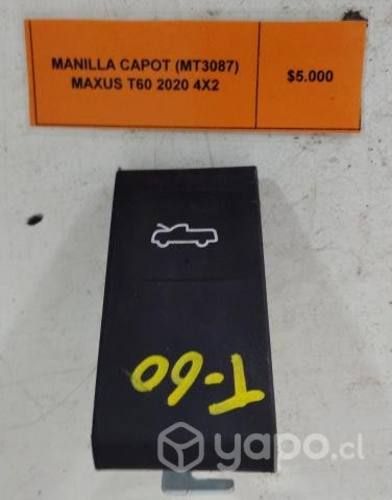 MANILLA CAPOT (MT3087)
MAXUS T60 2020 4X2
$5.000
T-60
yapo.cl